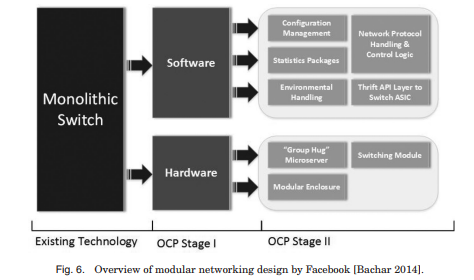 Monolithic
Switch
Software
Hardware
Configuration
Management
Statistics Packages
Environmental
Handling
Network Protocol
Handling &
Control Logic
Thrift API Layer to
Switch ASIC
"Group Hug"
Microserver
Switching Module
Modular Enclosure
Existing Technology
OCP Stage I
OCP Stage II
Fig. 6. Overview of modular networking design by Facebook [Bachar 2014].